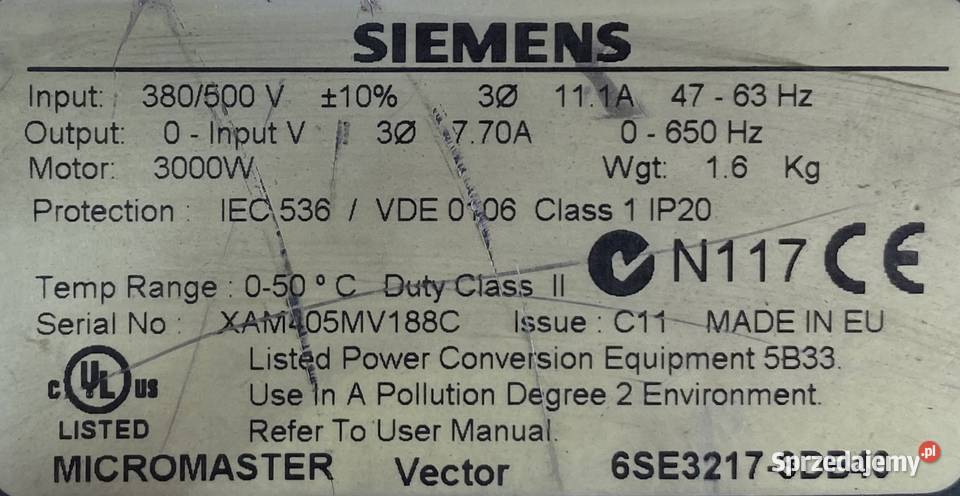 SIEMENS
Input: 380/500 V ±10% 3Ø 11.1A 47 - 63 Hz
Output: 0 - Input V 3Ø 7.70A 0 - 650 Hz
Motor: 3000W Wgt: 1.6 Kg
Protection : IEC 536 / VDE 0106 Class 1 IP20
N117 CE
Temp Range : 0-50 ° C Duty Class II
Serial No : XAM405MV188C Issue : C11 MADE IN EU
Listed Power Conversion Equipment 5B33.
C UL US
Use In A Pollution Degree 2 Environment.
LISTED Refer To User Manual.
MICROMASTER Vector
Sprzedajemy.pl